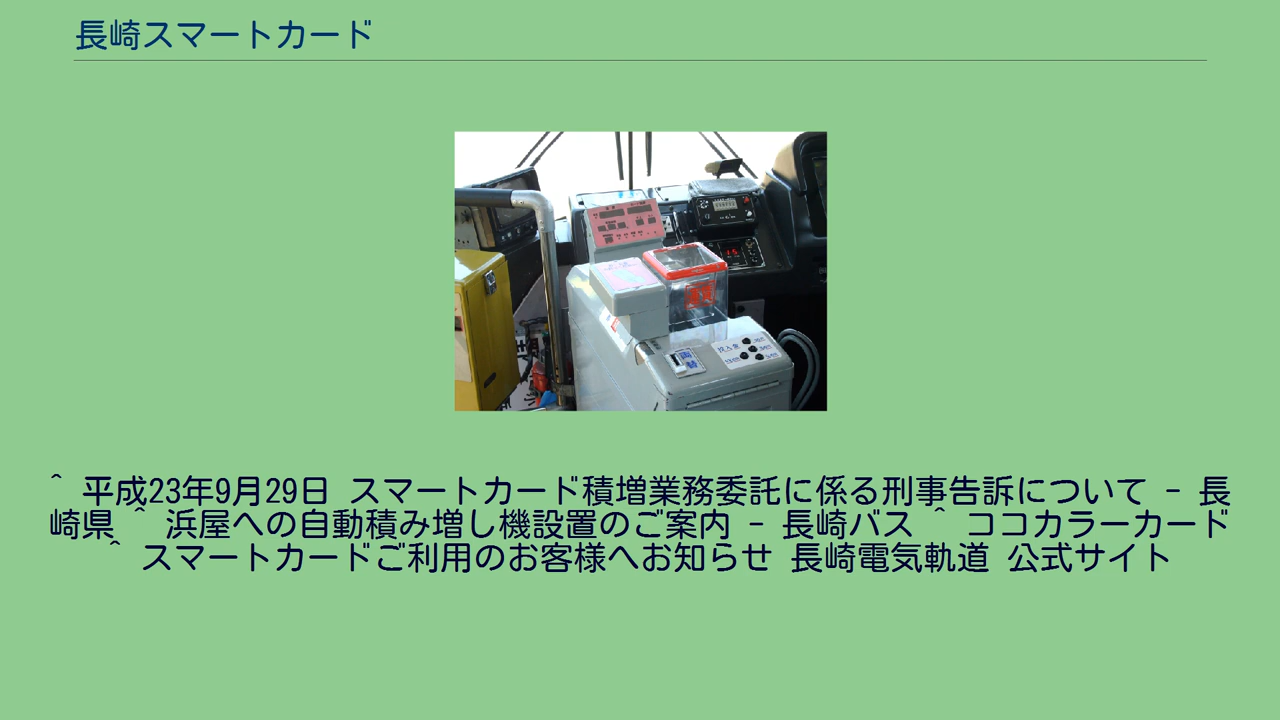 長崎スマートカード
^ 平成23年9月29日 スマートカード積増業務委託に係る刑事告訴について - 長
崎県 ^ 浜屋への自動積み増し機設置のご案内 - 長崎バス ^ ココカラーカード
^ スマートカードご利用のお客様へお知らせ 長崎電気軌道 公式サイト